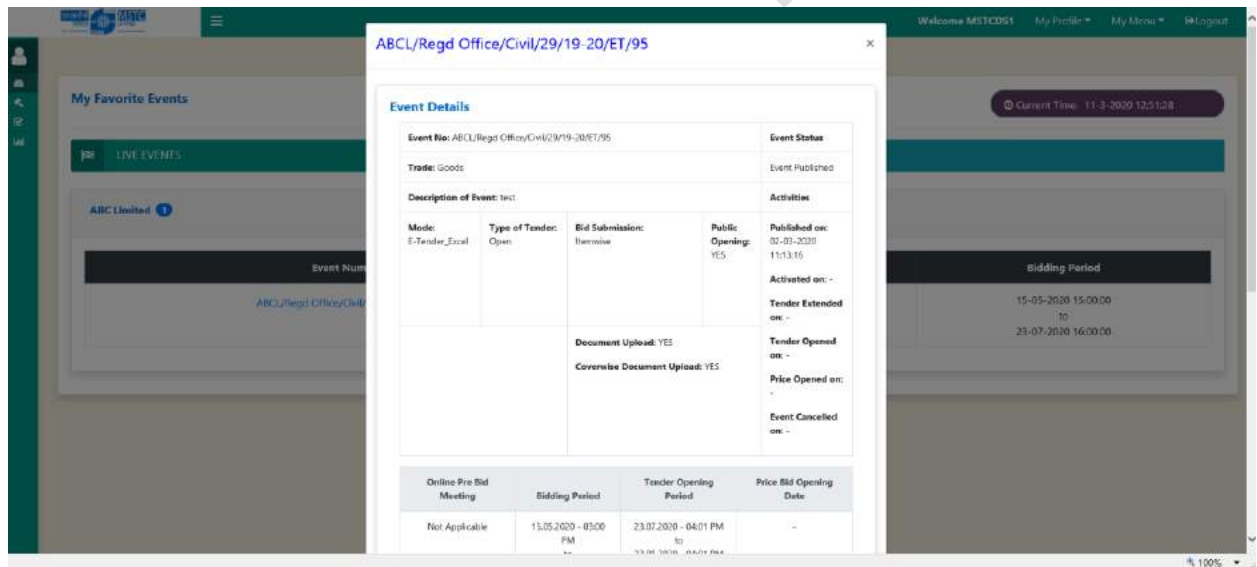 MSTC
Welcome MSTCDS1 My Profile My Menu Logout
ABCL/Regd Office/Civil/29/19-20/ET/95
×
My Favorite Events
Current Time: 11-3-2020 12:51:28
LIVE EVENTS
ABC Limited 1
Event Num
Bidding Period
ABCL/Regd Office/Civil/
15-05-2020 15:00:00
to
23-07-2020 16:00:00
Event Details
Event No: ABCL/Regd Office/Civil/29/19-20/ET/95
Event Status
Trade: Goods
Event Published
Description of Event: test
Activities
Mode:
E-Tender_Excel
Type of Tender:
Open
Bid Submission:
Itemwise
Public
Opening:
YES
Published on:
02-03-2020
11:13:16
Activated on: -
Tender Extended
on: -
Document Upload: YES
Coverwise Document Upload: YES
Tender Opened
on: -
Price Opened on:
-
Event Cancelled
on: -
Online Pre Bid
Meeting
Bidding Period
Tender Opening
Period
Price Bid Opening
Date
Not Applicable
15.05.2020 - 03:00
PM
to
23.07.2020 - 04:01 PM
to
-
100%